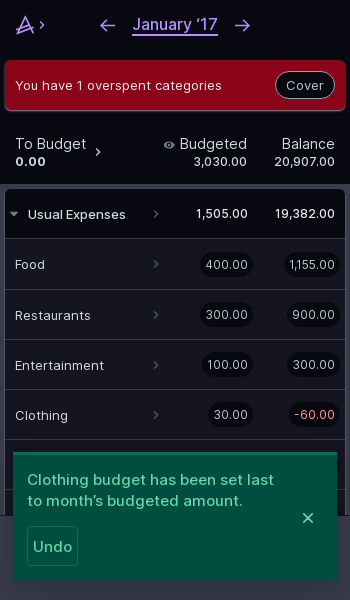 January ‘17
You have 1 overspent categories
Cover
To Budget
0.00
Budgeted
3,030.00
Balance
20,907.00
Usual Expenses 1,505.00 19,382.00
Food 400.00 1,155.00
Restaurants 300.00 900.00
Entertainment 100.00 300.00
Clothing 30.00 -60.00
Clothing budget has been set last
to month’s budgeted amount.
Undo